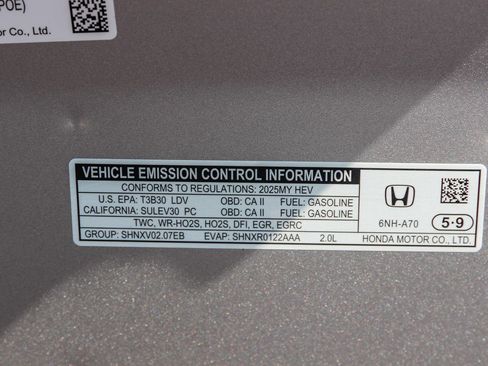 POE)
or Co., Ltd.
VEHICLE EMISSION CONTROL INFORMATION
CONFORMS TO REGULATIONS: 2025MY HEV
U.S. EPA: T3B30 LDV OBD: CA II FUEL: GASOLINE
CALIFORNIA: SULEV30 PC OBD: CA II FUEL: GASOLINE
TWC, WR-HO2S, HO2S, DFI, EGR, EGRC
GROUP: SHNXV02.07EB EVAP: SHNXR0122AAA 2.0L
6NH-A70 5·9
HONDA MOTOR CO., LTD.